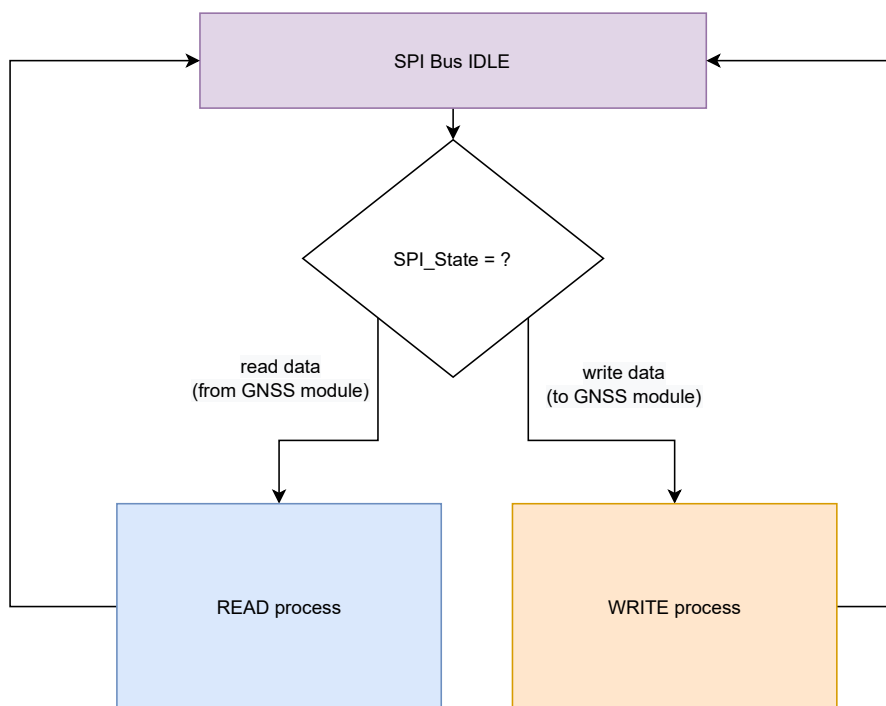 SPI Bus IDLE
SPI_State = ?
read data
(from GNSS module)
write data
(to GNSS module)
READ process
WRITE process